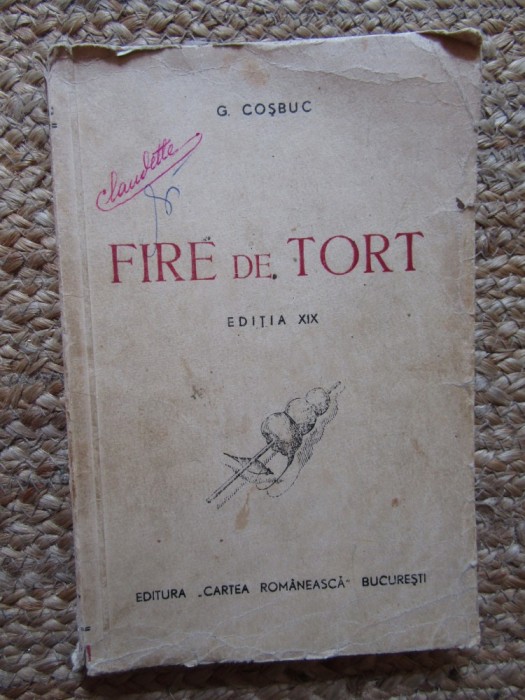 G. COȘBUC
Claudette
FIRE DE TORT
EDIȚIA XIX
EDITURA „CARTEA ROMÂNEASCĂ" BUCUREȘTI